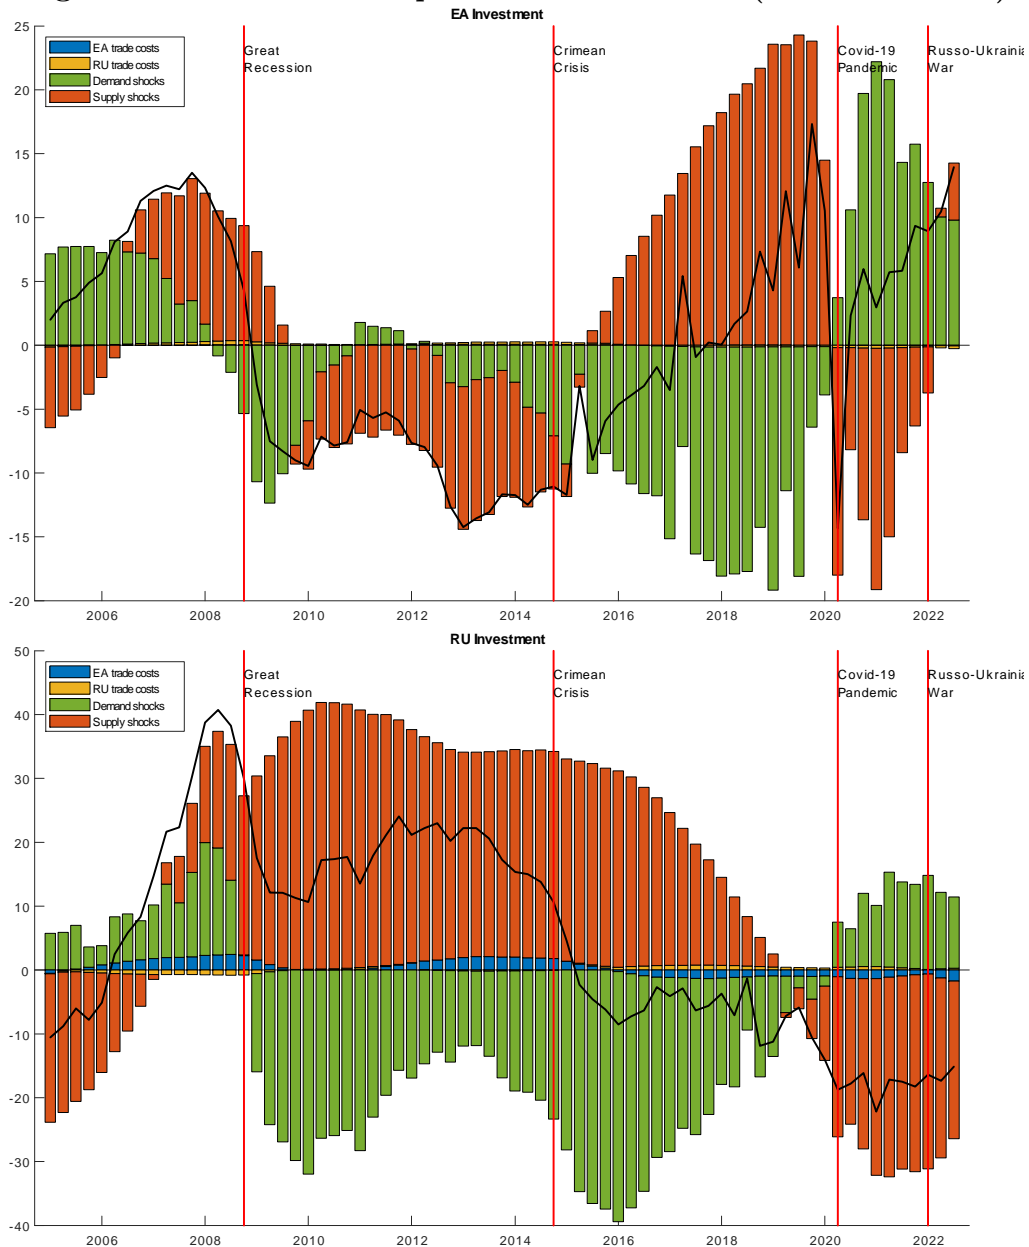 EA Investment
25
20
15
10
5
0
-5
-10
-15
-20
EA trade costs
RU trade costs
Demand shocks
Supply shocks
Great
Recession
Crimean
Crisis
Covid-19
Pandemic
Russo-Ukrainia
War
2006 2008 2010 2012 2014 2016 2018 2020 2022
RU Investment
50
40
30
20
10
0
-10
-20
-30
-40
EA trade costs
RU trade costs
Demand shocks
Supply shocks
Great
Recession
Crimean
Crisis
Covid-19
Pandemic
Russo-Ukrainia
War
2006 2008 2010 2012 2014 2016 2018 2020 2022